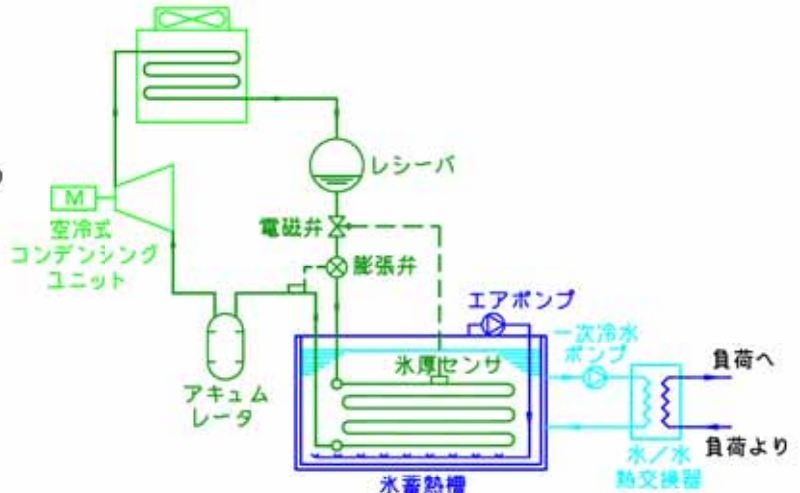 M
空冷式
コンデンシング
ユニット
レシーバ
電磁弁
膨張弁
アキュム
レータ
エアポンプ
一次冷水
ポンプ
氷厚センサ
負荷へ
負荷より
水／水
熱交換器
氷蓄熱槽